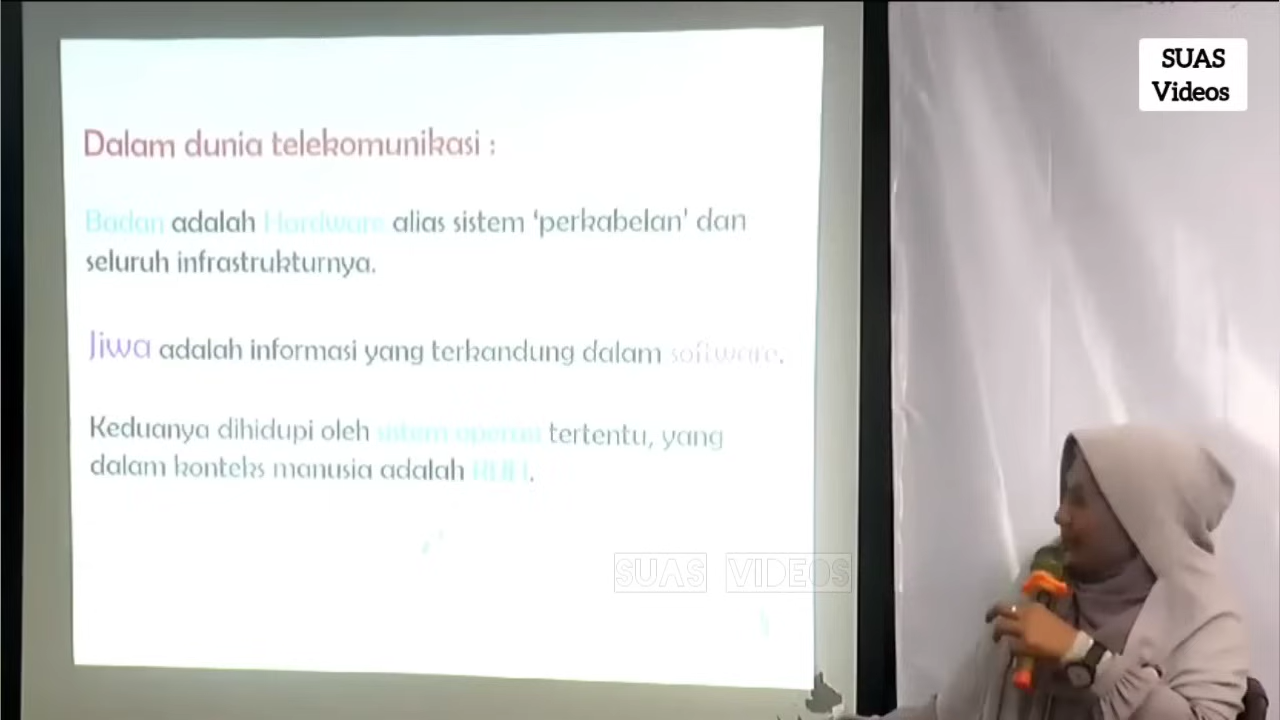 SUAS
Videos
Dalam dunia telekomunikasi :
Badan adalah Hardware alias sistem ‘perkabelan’ dan
seluruh infrastrukturnya.
Jiwa adalah informasi yang terkandung dalam software.
Keduanya dihidupi oleh sistem operasi tertentu, yang
dalam konteks manusia adalah RUH.
SUAS VIDEOS